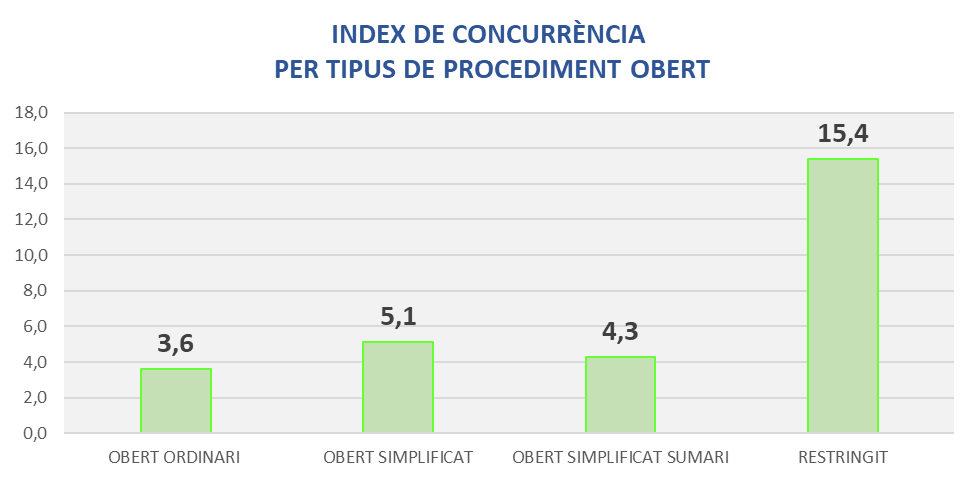 INDEX DE CONCURRÈNCIA
PER TIPUS DE PROCEDIMENT OBERT
18,0
16,0
14,0
12,0
10,0
8,0
6,0
4,0
2,0
0,0
3,6
5,1
4,3
15,4
OBERT ORDINARI
OBERT SIMPLIFICAT
OBERT SIMPLIFICAT SUMARI
RESTRINGIT